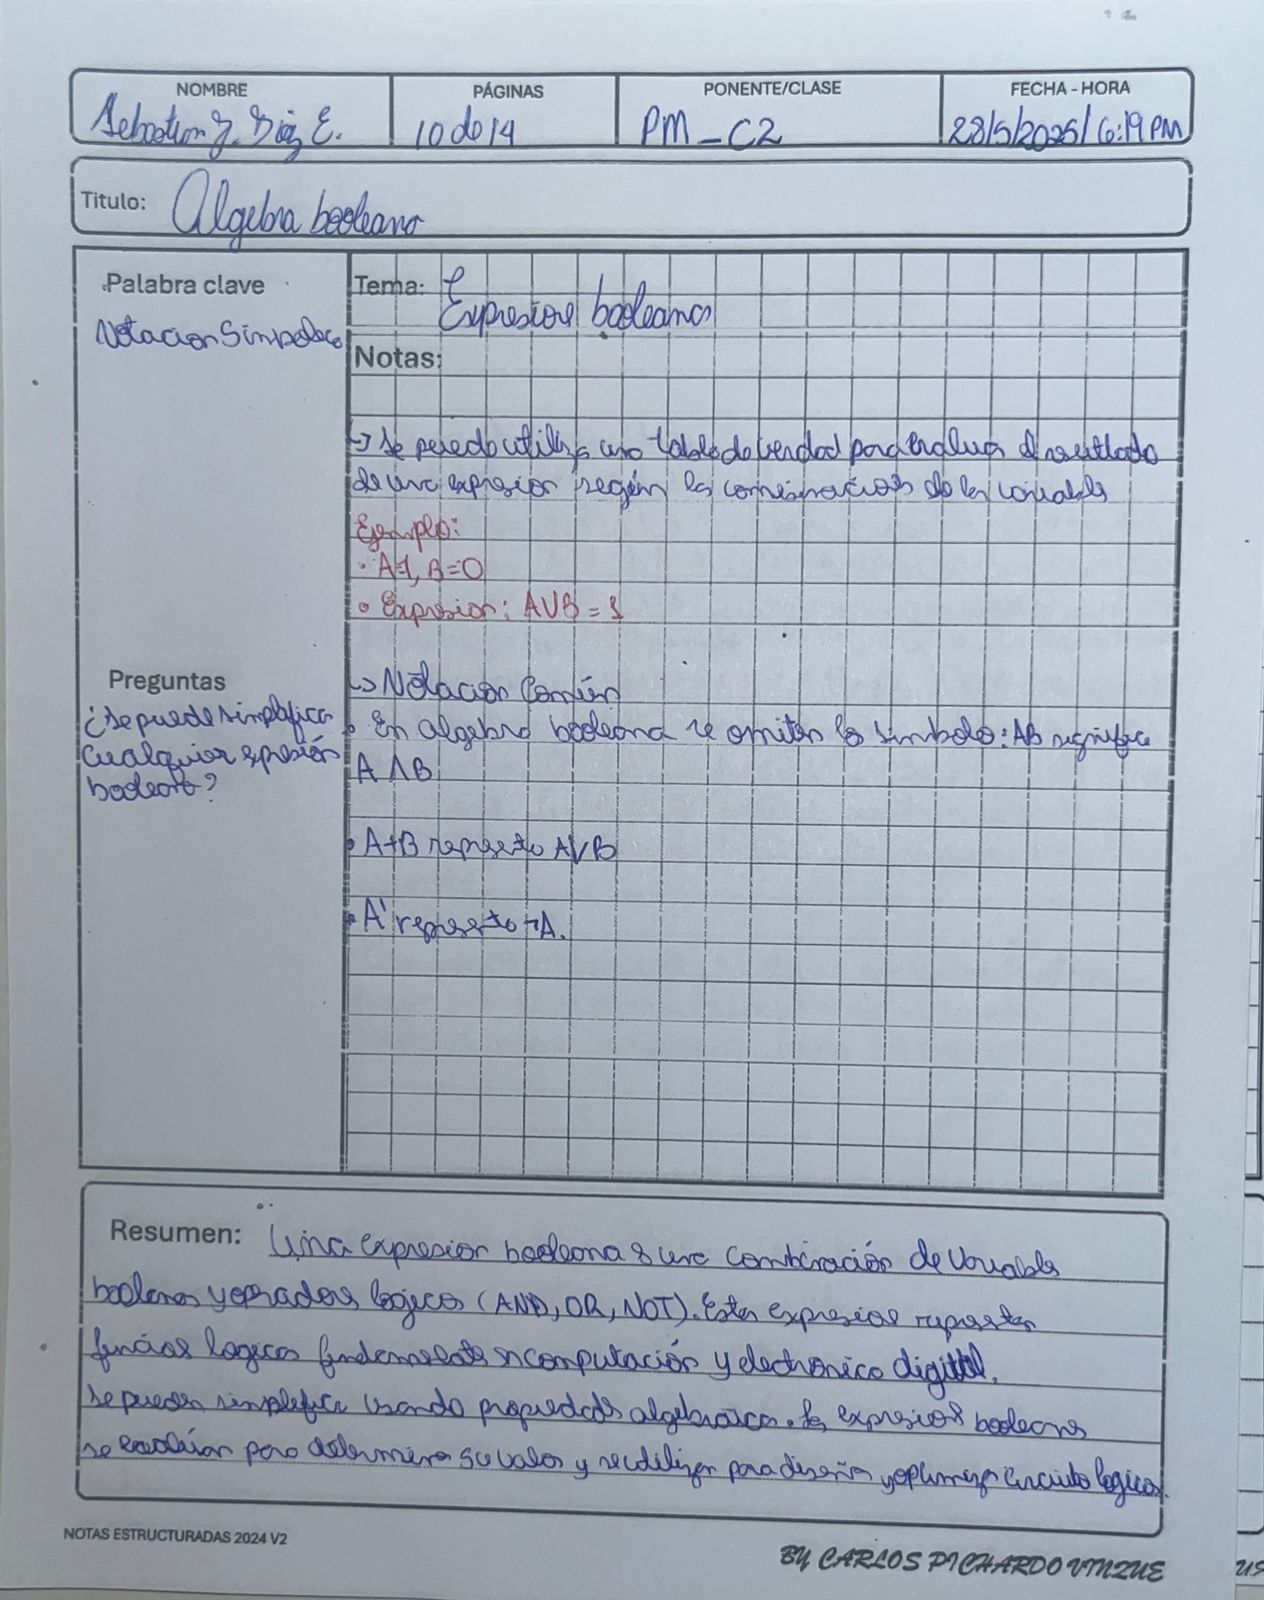 NOMBRE PÁGINAS PONENTE/CLASE FECHA - HORA
Sebastian J. Diaz E. 10 de 14 PM_C2 28/5/2025/6:19 PM
Titulo: Algebra booleana
Palabra clave
Notacion Simbolica
Tema: Expresiones booleanas
Notas:
↳ Se puede utilizar una tabla de verdad para evaluar el resultado
de una expresion según las combinaciones de las variables
Ejemplo:
• A=1, B=0
• Expresion: A∨B = 1
Preguntas
¿Se puede simplificar
cualquier expresión
booleana?
↳ Notación Común
• En algebra booleana se omiten los simbolo: AB significa
A ∧ B
• A+B representa A∨B
• A' representa ¬A.
Resumen: Una expresion booleana es una combinación de variables
booleanas y operadores logicos (AND, OR, NOT). Estas expresiones representan
funciones logicas fundamentales en computación y electronica digital.
Se pueden simplificar usando propiedades algebraicas. Las expresiones booleanas
se evalúan para determinar su valor y se utilizan para diseñar y optimizar circuitos logicos.
NOTAS ESTRUCTURADAS 2024 V2
BY CARLOS PICHARDO VINZUE